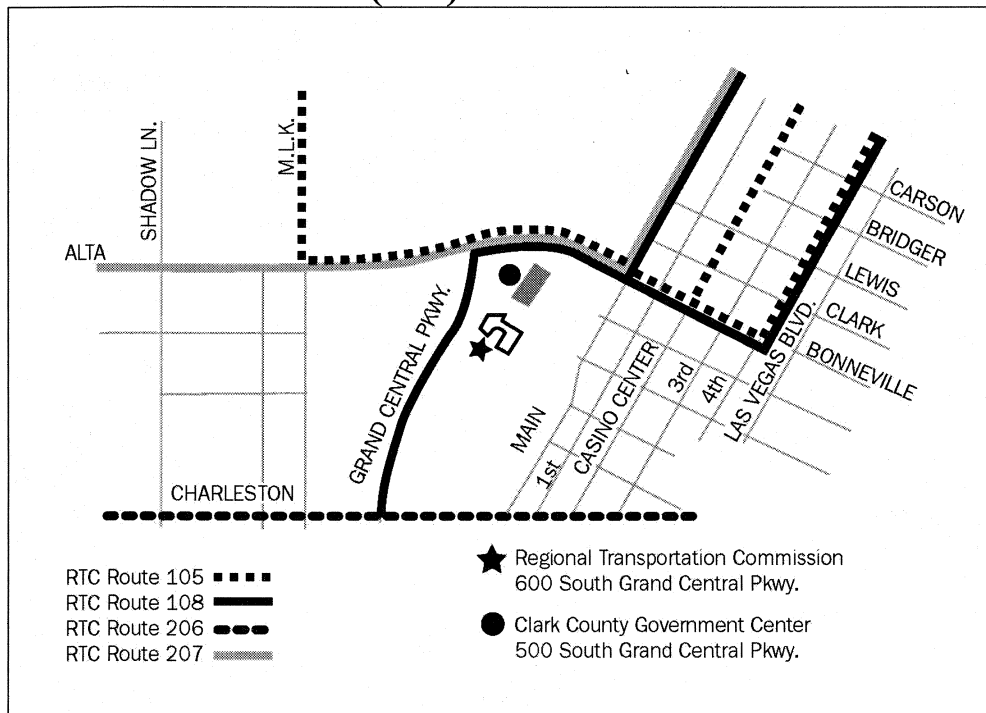 SHADOW LN.
M.L.K.
ALTA
GRAND CENTRAL PKWY.
CHARLESTON
MAIN
1st
CASINO CENTER
3rd
4th
LAS VEGAS BLVD.
CARSON
BRIDGER
LEWIS
CLARK
BONNEVILLE
RTC Route 105
RTC Route 108
RTC Route 206
RTC Route 207
Regional Transportation Commission
600 South Grand Central Pkwy.
Clark County Government Center
500 South Grand Central Pkwy.